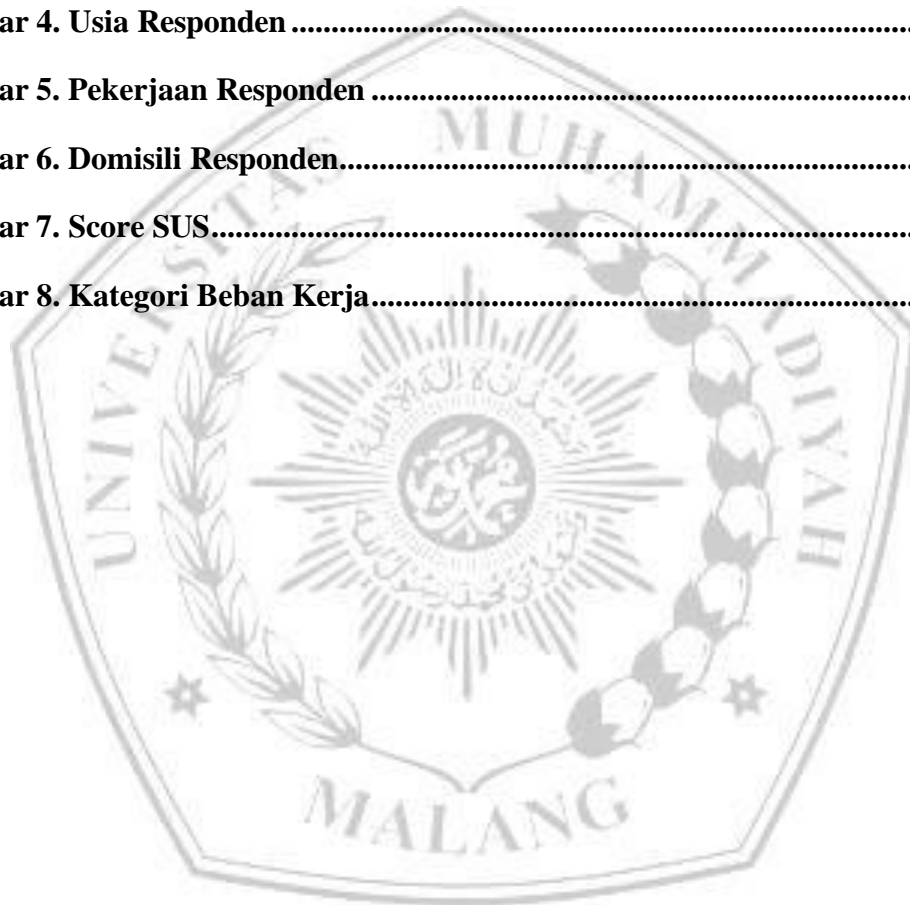 ar 4. Usia Responden ................................................................................
ar 5. Pekerjaan Responden ................................................................................
ar 6. Domisili Responden................................................................................
ar 7. Score SUS................................................................................
ar 8. Kategori Beban Kerja................................................................................
UNIVERSITAS MUHAMMADIYAH
MALANG